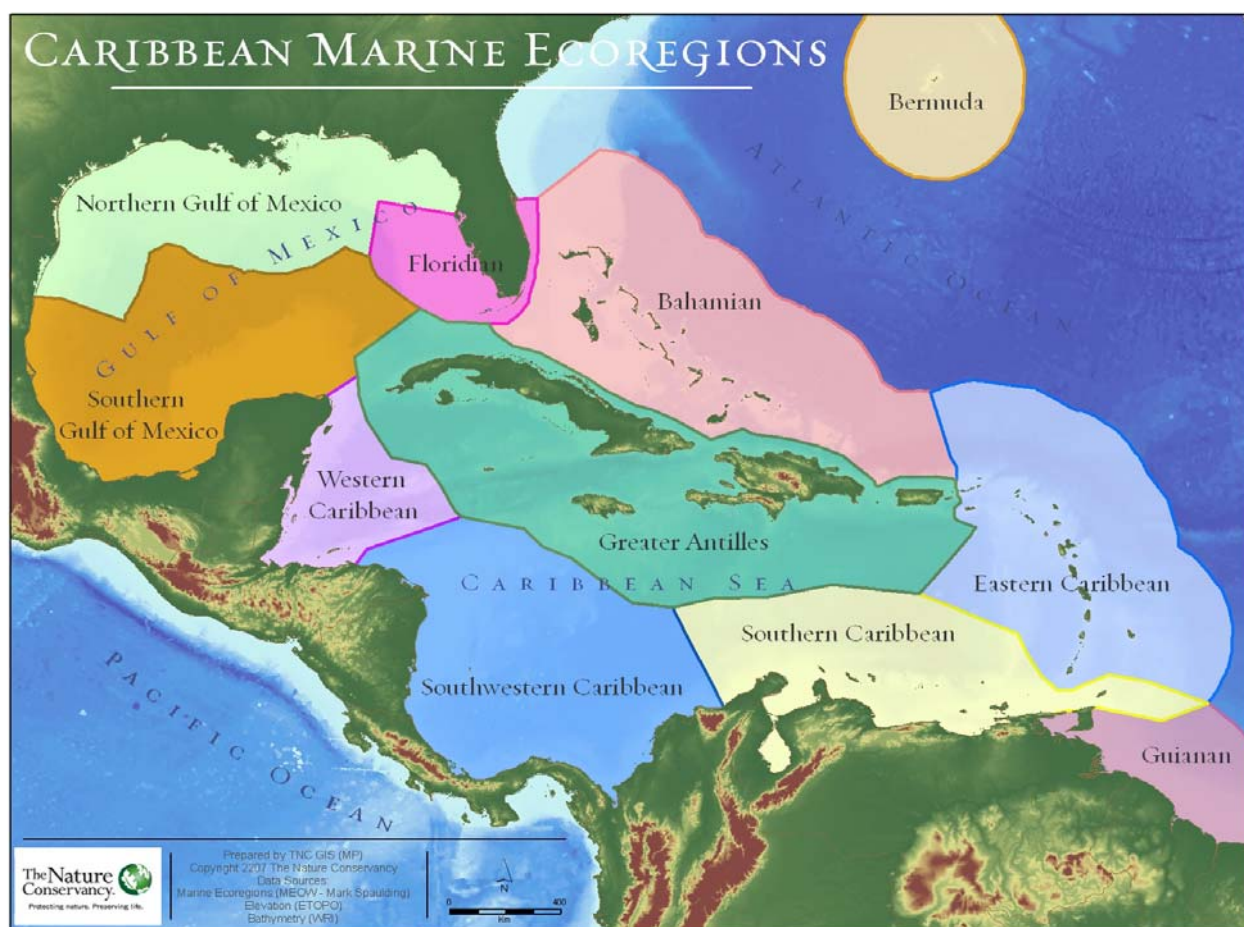 CARIBBEAN MARINE ECOREGIONS
Bermuda
ATLANTIC OCEAN
Northern Gulf of Mexico
GULF OF MEXICO
Floridian
Bahamian
Southern
Gulf of Mexico
Western
Caribbean
Greater Antilles
CARIBBEAN SEA
Eastern Caribbean
Southern Caribbean
Southwestern Caribbean
PACIFIC OCEAN
Guianan
The Nature
Conservancy
Protecting nature. Preserving life.
Prepared by TNC GIS (MP)
Copyright 2207 The Nature Conservancy
Data Sources:
Marine Ecoregions (MEOW - Mark Spaulding)
Elevation (ETOPO)
Bathymetry (WRI)
N
0 400
Km